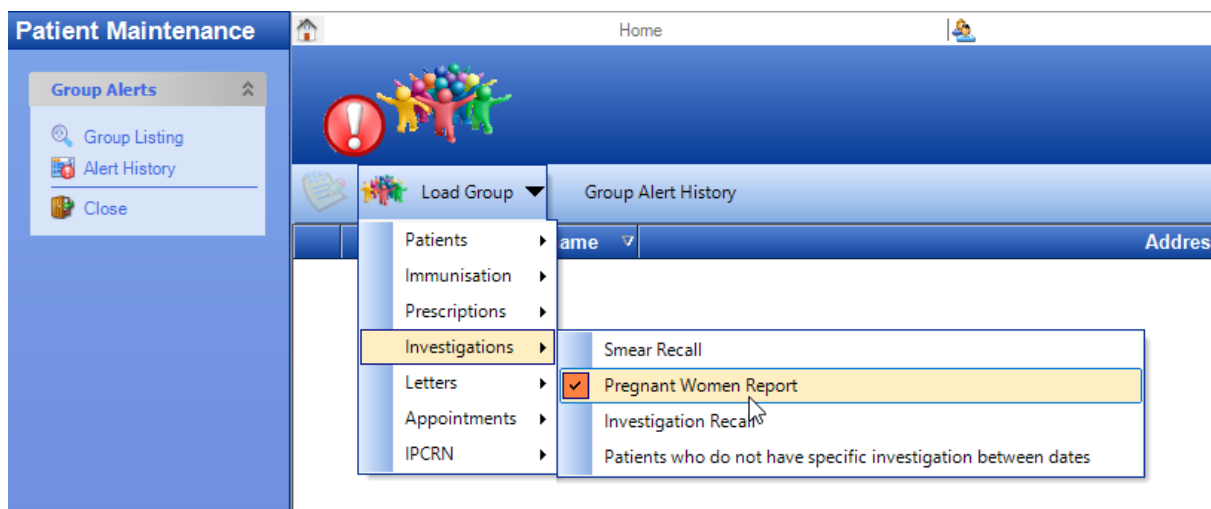 Patient Maintenance
Home
Group Alerts
Group Listing
Alert History
Close
Load Group
Group Alert History
ame
Addres
Patients
Immunisation
Prescriptions
Investigations
Letters
Appointments
IPCRN
Smear Recall
Pregnant Women Report
Investigation Recall
Patients who do not have specific investigation between dates